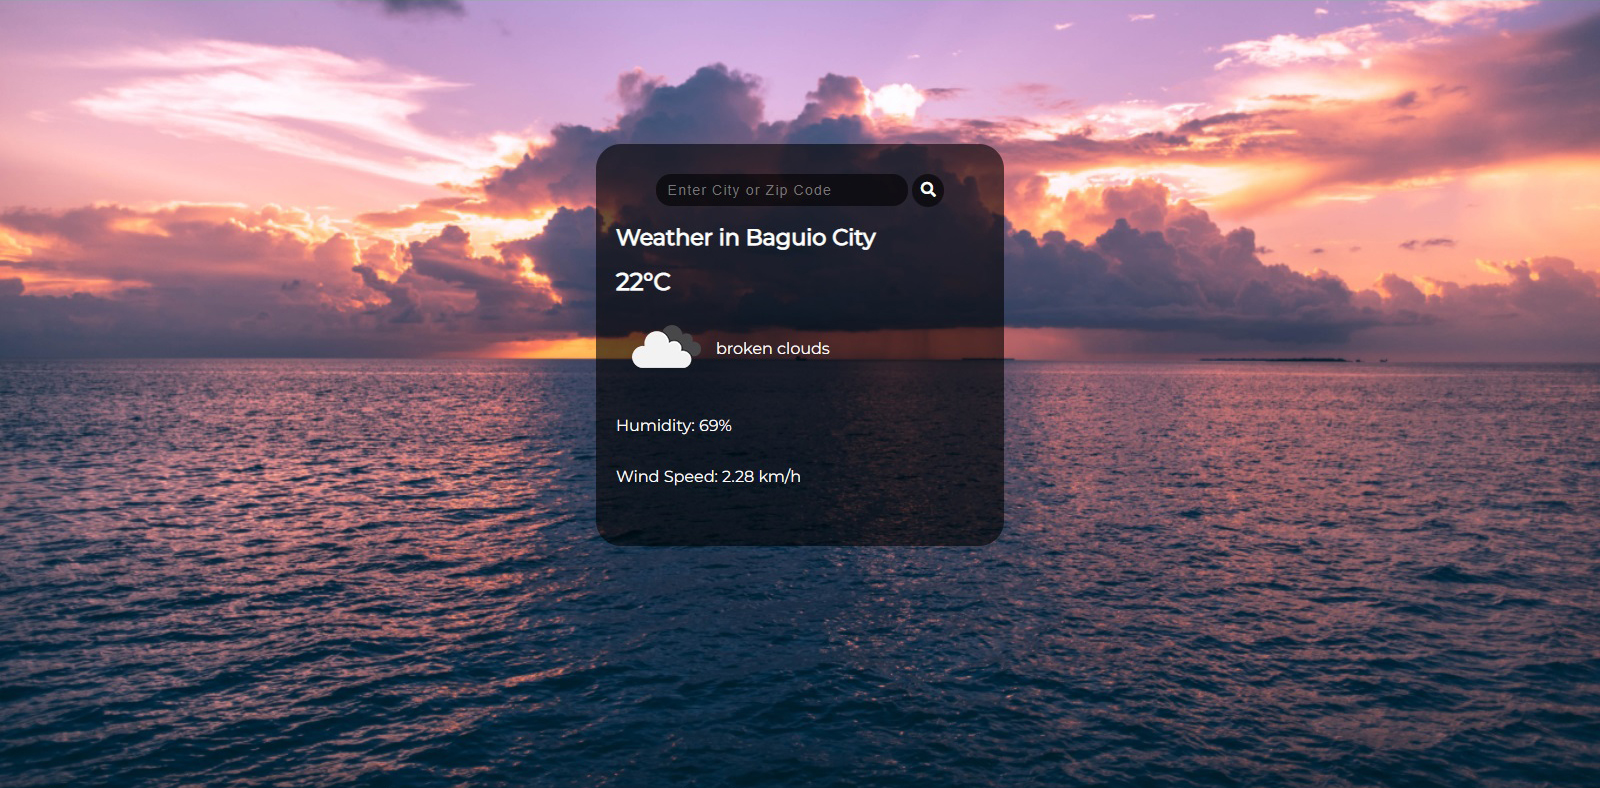 Enter City or Zip Code
Weather in Baguio City
22°C
broken clouds
Humidity: 69%
Wind Speed: 2.28 km/h